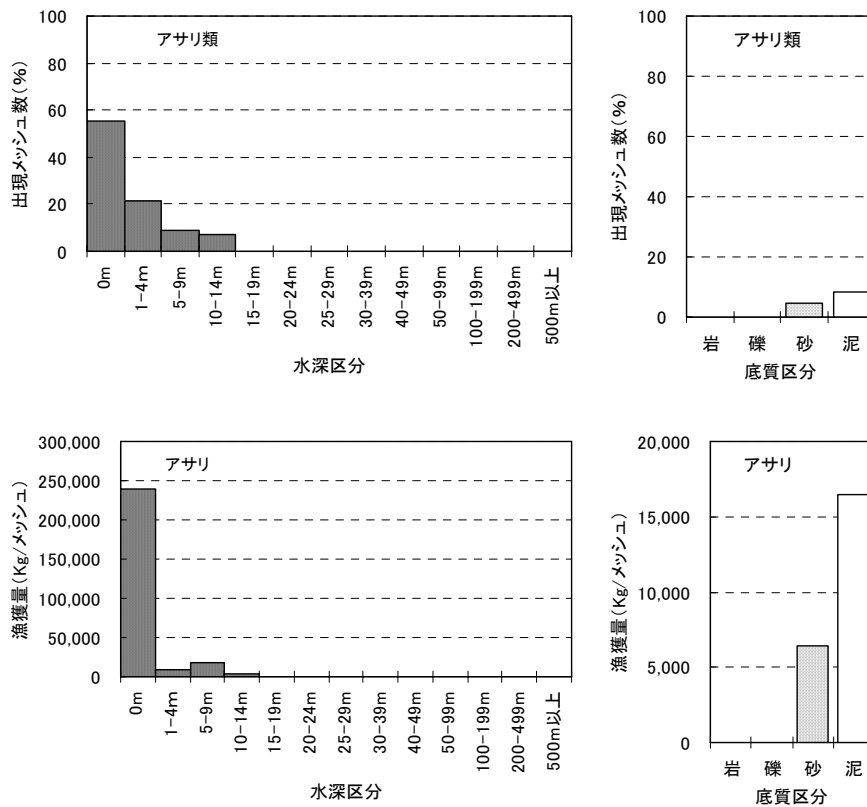 アサリ類
出現メッシュ数(%)
100
80
60
40
20
0
0m
1-4m
5-9m
10-14m
15-19m
20-24m
25-29m
30-39m
40-49m
50-99m
100-199m
200-499m
500m以上
水深区分
アサリ類
出現メッシュ数(%)
100
80
60
40
20
0
岩 礫 砂 泥
底質区分
アサリ
漁獲量(Kg/メッシュ)
300,000
250,000
200,000
150,000
100,000
50,000
0
0m
1-4m
5-9m
10-14m
15-19m
20-24m
25-29m
30-39m
40-49m
50-99m
100-199m
200-499m
500m以上
水深区分
アサリ
漁獲量(Kg/メッシュ)
20,000
15,000
10,000
5,000
0
岩 礫 砂 泥
底質区分